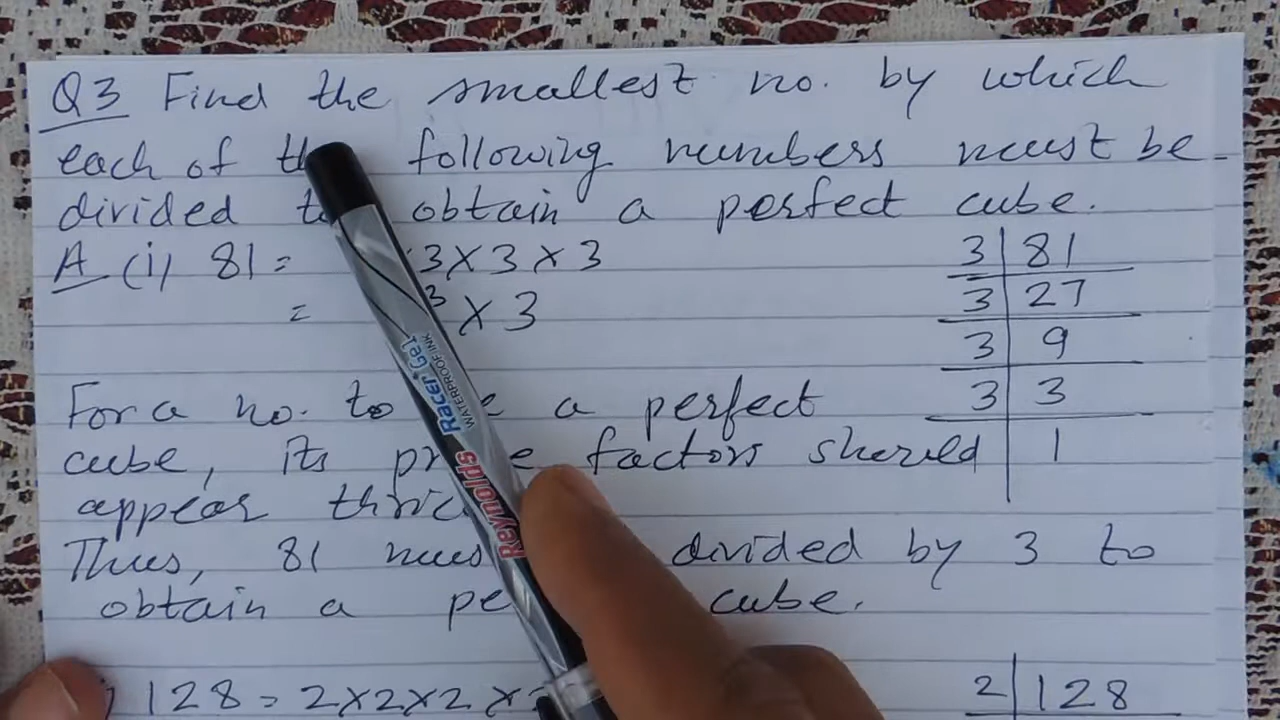 Q3 Find the smallest no. by which
each of the following numbers must be
divided to obtain a perfect cube.
A (i) 81 = 3 X 3 X 3
= 3 X 3
For a no. to a perfect
cube, its factors should
appear
Thus, 81 divided by 3 to
obtain a cube.
128 = 2 X 2 X 2 X
3 | 81
3 | 27
3 | 9
3 | 3
1
2 | 128
Reynolds Racer Gel
WATERPROOF INK